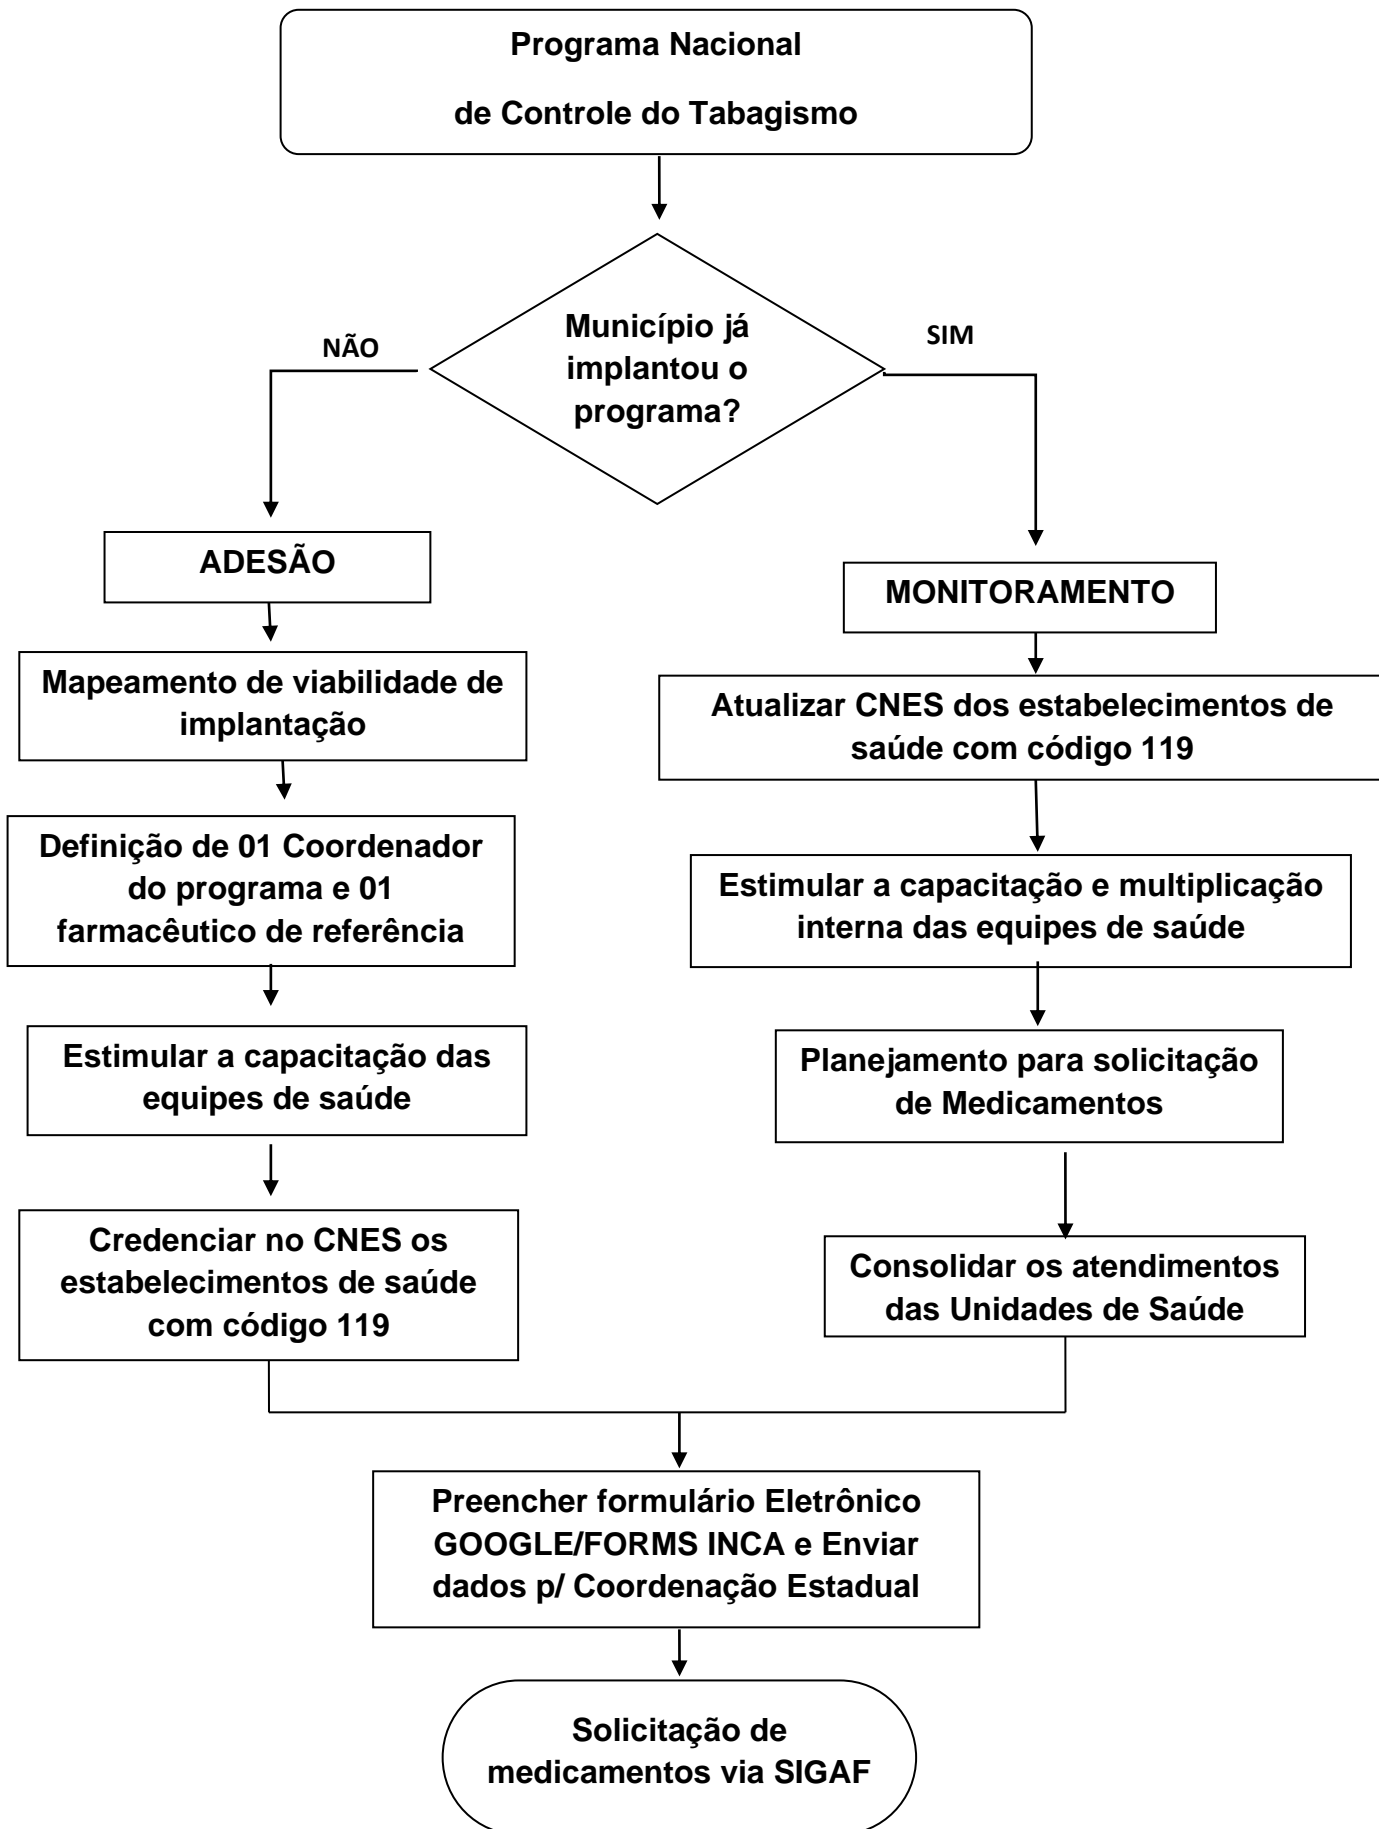 Programa Nacional
de Controle do Tabagismo
Município já
implantou o
programa?
NÃO
SIM
ADESÃO
Mapeamento de viabilidade de
implantação
Definição de 01 Coordenador
do programa e 01
farmacêutico de referência
Estimular a capacitação das
equipes de saúde
Credenciar no CNES os
estabelecimentos de saúde
com código 119
MONITORAMENTO
Atualizar CNES dos estabelecimentos de
saúde com código 119
Estimular a capacitação e multiplicação
interna das equipes de saúde
Planejamento para solicitação
de Medicamentos
Consolidar os atendimentos
das Unidades de Saúde
Preencher formulário Eletrônico
GOOGLE/FORMS INCA e Enviar
dados p/ Coordenação Estadual
Solicitação de
medicamentos via SIGAF